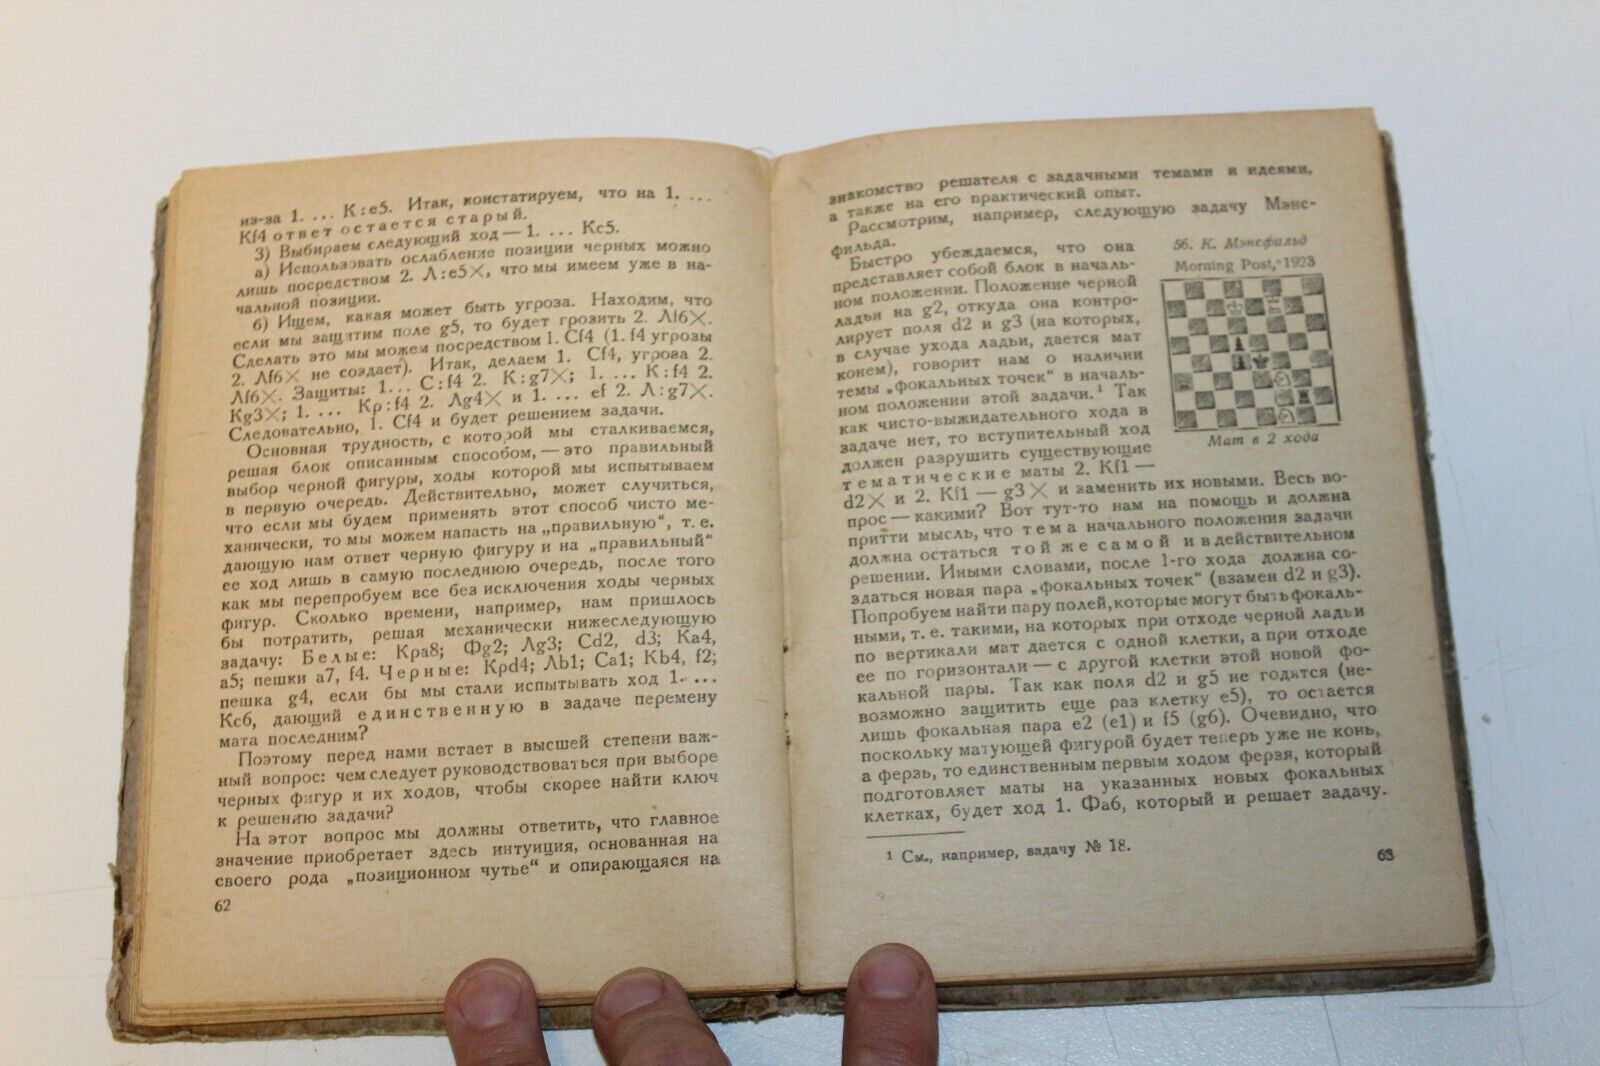 из-за 1. ... К:e5. Итак, констатируем, что на 1. ...
Kf4 ответ остается старый.
3) Выбираем следующий ход — 1. ... Кс5.
а) Использовать ослабление позиции черных можно
лишь посредством 2. Л:e5×, что мы имеем уже в на-
чальной позиции.
б) Ищем, какая может быть угроза. Находим, что
если мы защитим поле g5, то будет грозить 2. Лf6×.
Сделать это мы можем посредством 1. Cf4 (1. f4 угрозы
2. Лf6× не создает). Итак, делаем 1. Cf4, угроза 2.
Лf6×. Защиты: 1... С:f4 2. К:g7×; 1. ... К:f4 2.
Kg3×; 1. ... Кр:f4 2. Лg4× и 1. ... ef 2. Л:g7×.
Следовательно, 1. Cf4 и будет решением задачи.
Основная трудность, с которой мы сталкиваемся,
решая блок описанным способом, — это правильный
выбор черной фигуры, ходы которой мы испытываем
в первую очередь. Действительно, может случиться,
что если мы будем применять этот способ чисто ме-
ханически, то мы можем напасть на „правильную“, т. е.
дающую нам ответ черную фигуру и на „правильный“
ее ход лишь в самую последнюю очередь, после того
как мы перепробуем все без исключения ходы черных
фигур. Сколько времени, например, нам пришлось
бы потратить, решая механически нижеследующую
задачу: Белые: Кра8; Фg2; Лg3; Cd2, d3; Ка4,
а5; пешки а7, f4. Черные: Крd4; Лb1; Ca1; Kb4, f2;
пешка g4, если бы мы стали испытывать ход 1. ...
Кс6, дающий единственную в задаче перемену
мата последним?
Поэтому перед нами встает в высшей степени важ-
ный вопрос: чем следует руководствоваться при выборе
черных фигур и их ходов, чтобы скорее найти ключ
к решению задачи?
На этот вопрос мы должны ответить, что главное
значение приобретает здесь интуиция, основанная на
своего рода „позиционном чутье“ и опирающаяся на
62
знакомство решателя с задачными темами и идеями,
а также на его практический опыт.
Рассмотрим, например, следующую задачу Мэнс-
фильда.
Быстро убеждаемся, что она
представляет собой блок в началь-
ном положении. Положение черной
ладьи на g2, откуда она контро-
лирует поля d2 и g3 (на которых,
в случае ухода ладьи, дается мат
конем), говорит нам о наличии
темы „фокальных точек“ в началь-
ном положении этой задачи.¹ Так
как чисто-выжидательного хода в
задаче нет, то вступительный ход
должен разрушить существующие
тематические маты 2. Kf1 —
56. К. Мэнсфильд
Morning Post, 1923
Мат в 2 хода
d2× и 2. Kf1 — g3× и заменить их новыми. Весь во-
прос — какими? Вот тут-то нам на помощь и должна
притти мысль, что тема начального положения задачи
должна остаться той же самой и в действительном
решении. Иными словами, после 1-го хода должна со-
здаться новая пара „фокальных точек“ (взамен d2 и g3).
Попробуем найти пару полей, которые могут быть фокаль-
ными, т. е. такими, на которых при отходе черной ладьи
по вертикали мат дается с одной клетки, а при отходе
ее по горизонтали — с другой клетки этой новой фо-
кальной пары. Так как поля d2 и g5 не годятся (не-
возможно защитить еще раз клетку e5), то остается
лишь фокальная пара e2 (e1) и f5 (g6). Очевидно, что
поскольку матующей фигурой будет теперь уже не конь,
а ферзь, то единственным первым ходом ферзя, который
подготовляет маты на указанных новых фокальных
клетках, будет ход 1. Фа6, который и решает задачу.
¹ См., например, задачу № 18.
63